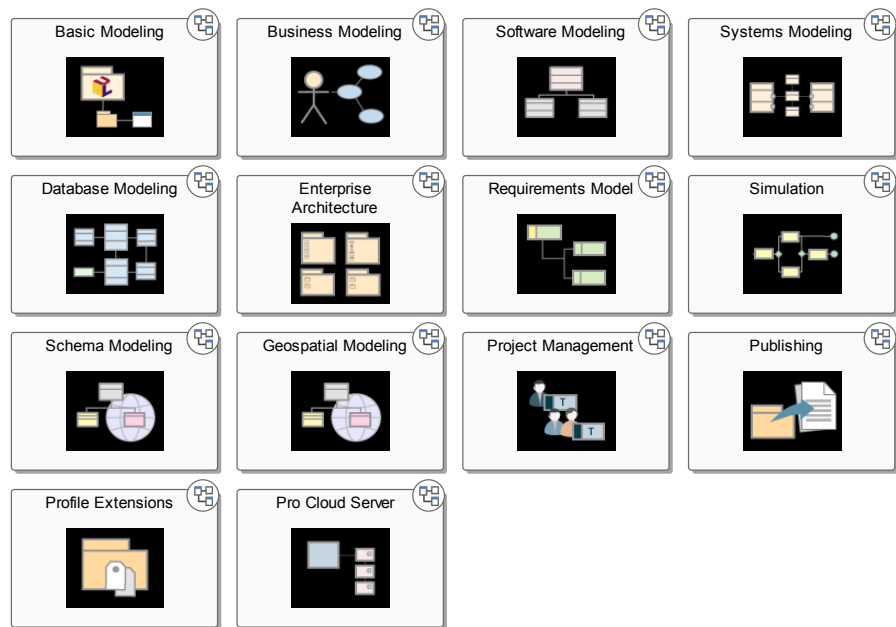 Basic Modeling
Business Modeling
Software Modeling
Systems Modeling
Database Modeling
Enterprise
Architecture
Requirements Model
Simulation
Schema Modeling
Geospatial Modeling
Project Management
T
T
Publishing
Profile Extensions
Pro Cloud Server